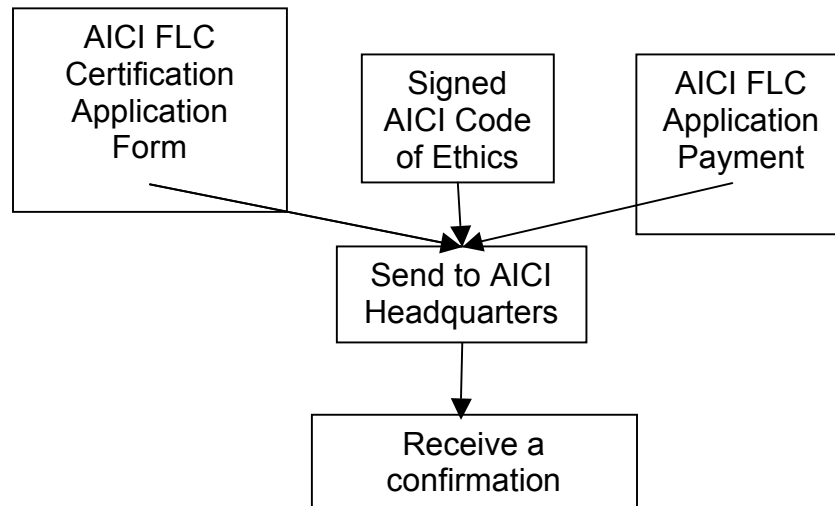 AICI FLC
Certification
Application
Form
Signed
AICI Code
of Ethics
AICI FLC
Application
Payment
Send to AICI
Headquarters
Receive a
confirmation